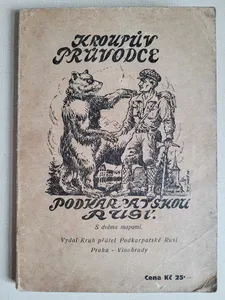 KROUPŮV
PRŮVODCE
PODKARPATSKOU
RUSÍ.
S dvěma mapami.
Vydal Kruh přátel Podkarpatské Rusi
Praha - Vinohrady
Cena Kč 25·—